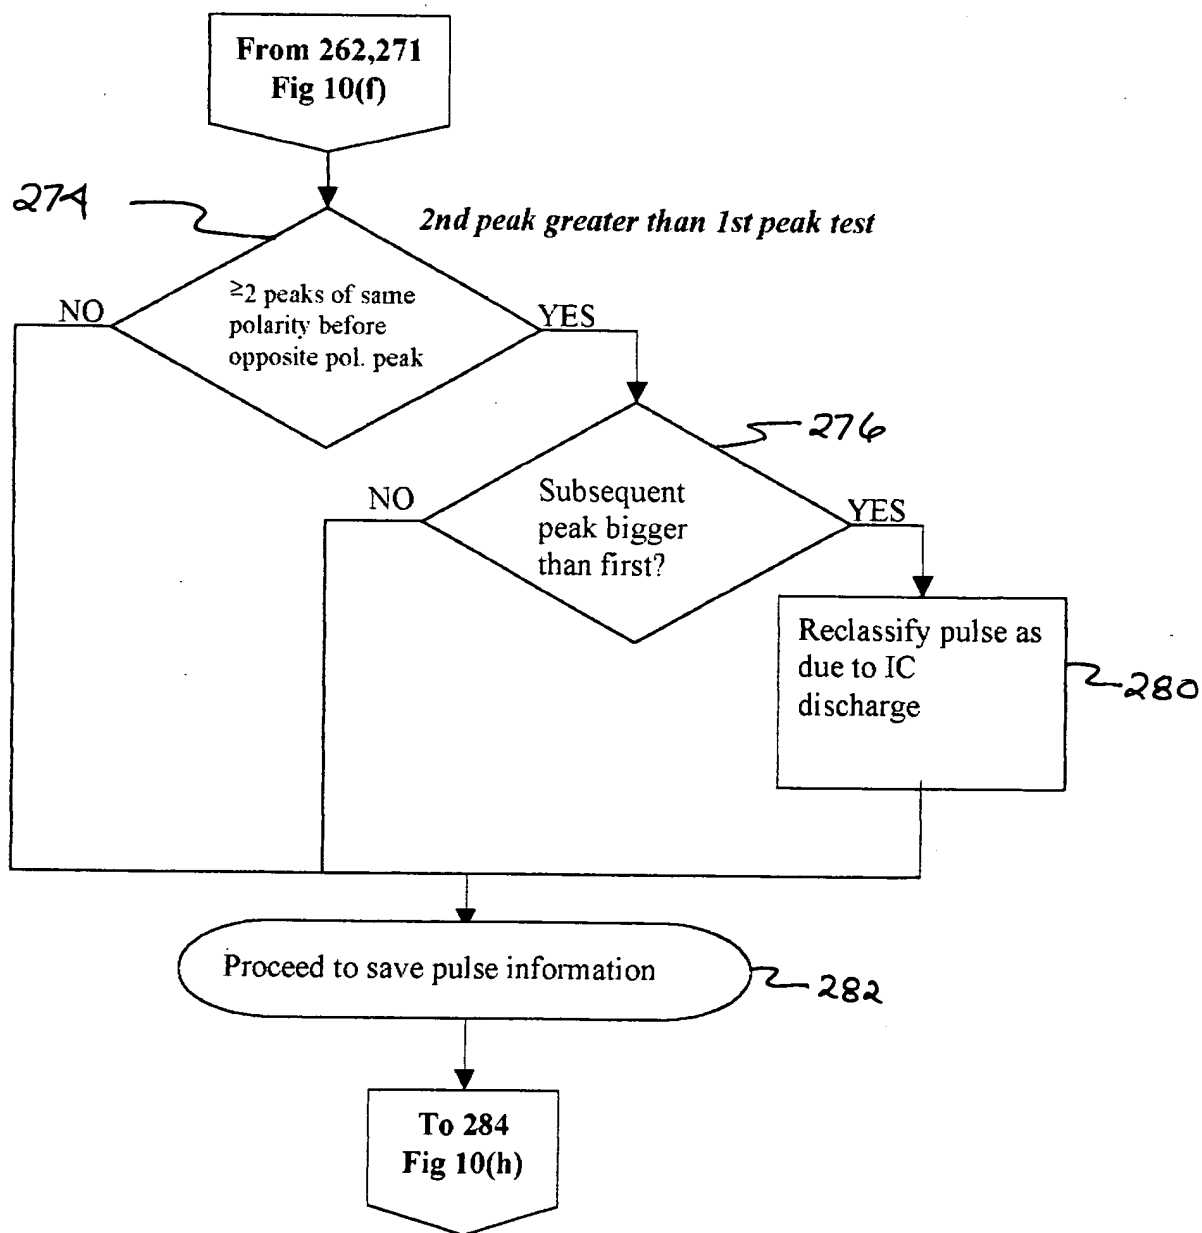 From 262,271
Fig 10(f)
274
2nd peak greater than 1st peak test
≥2 peaks of same
polarity before
opposite pol. peak
NO
YES
276
Subsequent
peak bigger
than first?
NO
YES
Reclassify pulse as
due to IC
discharge
280
Proceed to save pulse information
282
To 284
Fig 10(h)